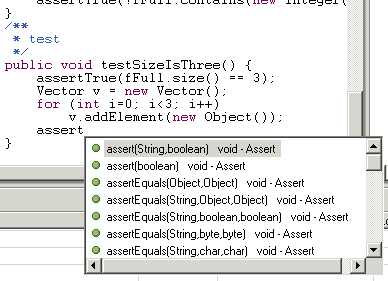 assertTrue(!fFull.contains(new Integer(
}
/**
 * test
 */
public void testSizeIsThree() {
    assertTrue(fFull.size() == 3);
    Vector v = new Vector();
    for (int i=0; i<3; i++)
        v.addElement(new Object());
    assert
}
assert(String,boolean)   void - Assert
assert(boolean)   void - Assert
assertEquals(Object,Object)   void - Assert
assertEquals(String,Object,Object)   void - Assert
assertEquals(String,boolean,boolean)   void - Assert
assertEquals(String,byte,byte)   void - Assert
assertEquals(String,char,char)   void - Assert